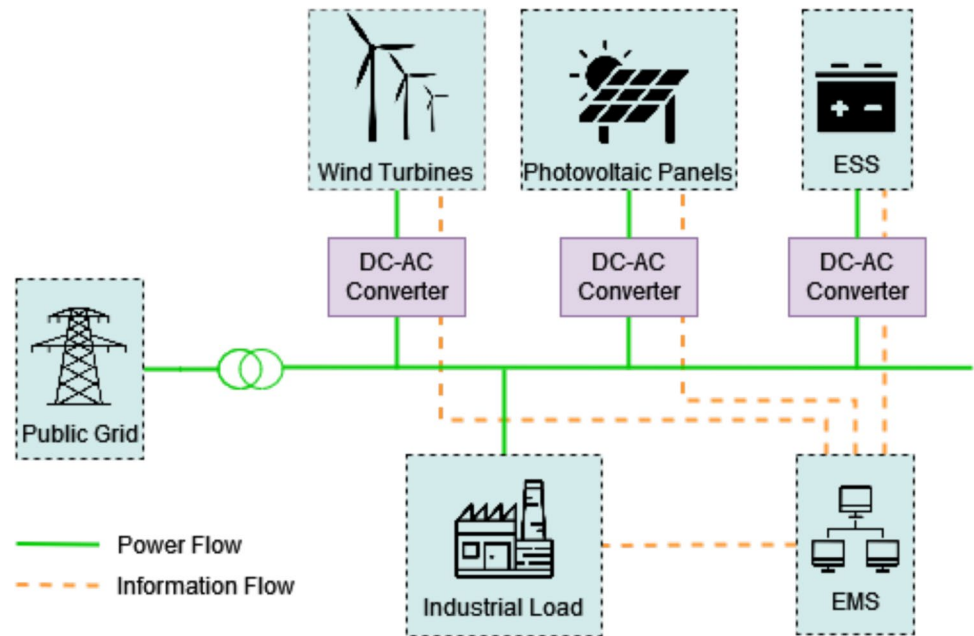 Wind Turbines
Photovoltaic Panels
ESS
DC-AC
Converter
DC-AC
Converter
DC-AC
Converter
Public Grid
Power Flow
Information Flow
Industrial Load
EMS